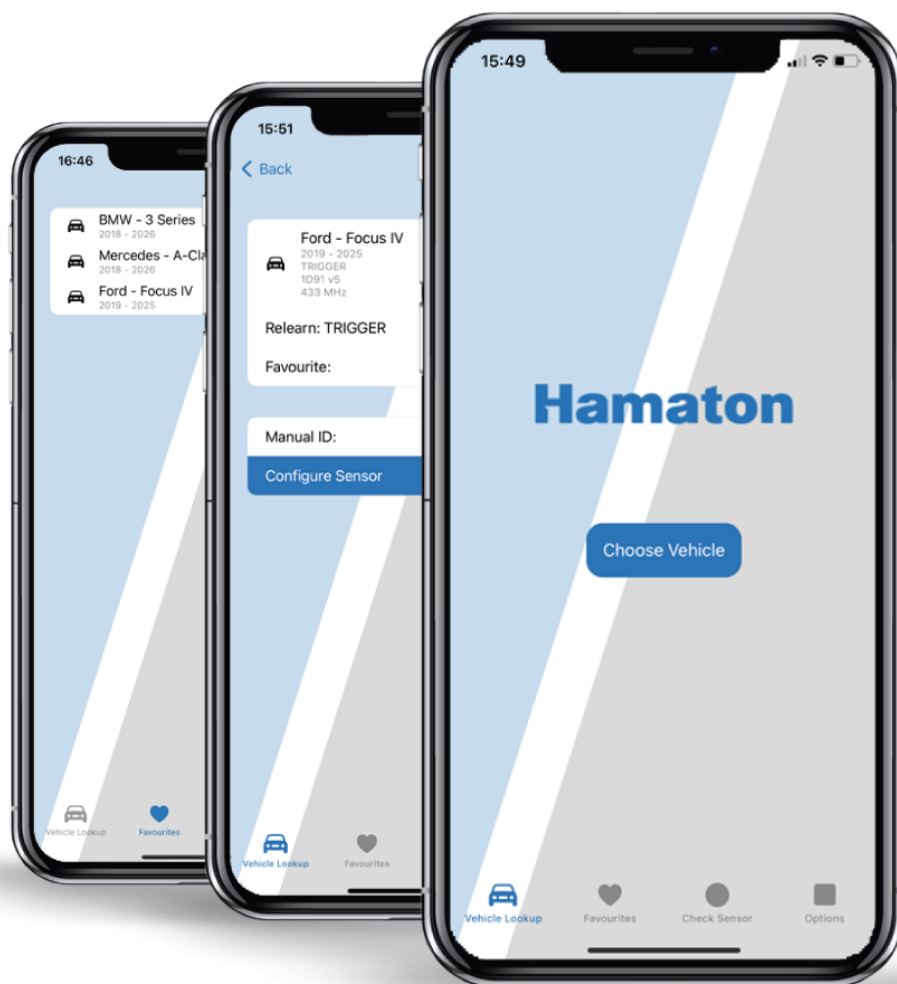 16:46
BMW - 3 Series
2018 - 2026
Mercedes - A-Cla
2018 - 2026
Ford - Focus IV
2019 - 2025
Vehicle Lookup
Favourites
15:51
Back
Ford - Focus IV
2019 - 2025
TRIGGER
1D91 v5
433 MHz
Relearn: TRIGGER
Favourite:
Manual ID:
Configure Sensor
Vehicle Lookup
Favourites
15:49
Hamaton
Choose Vehicle
Vehicle Lookup
Favourites
Check Sensor
Options